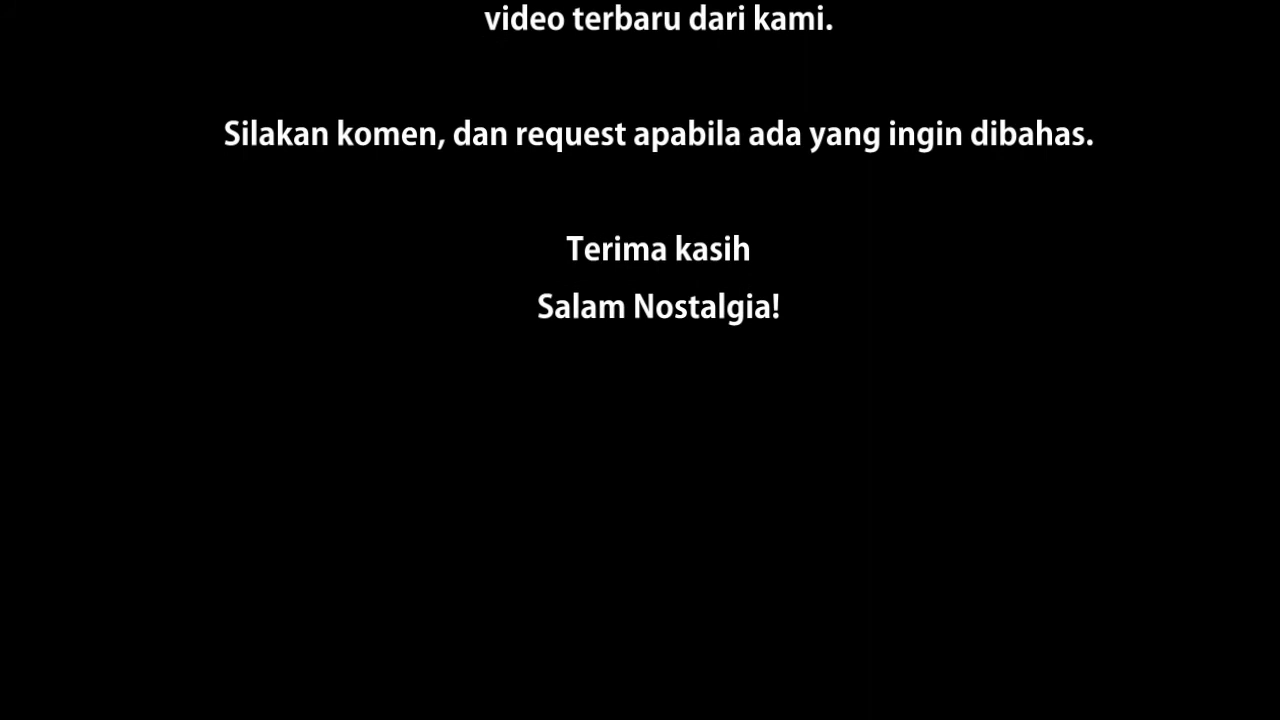 video terbaru dari kami.
Silakan komen, dan request apabila ada yang ingin dibahas.
Terima kasih
Salam Nostalgia!